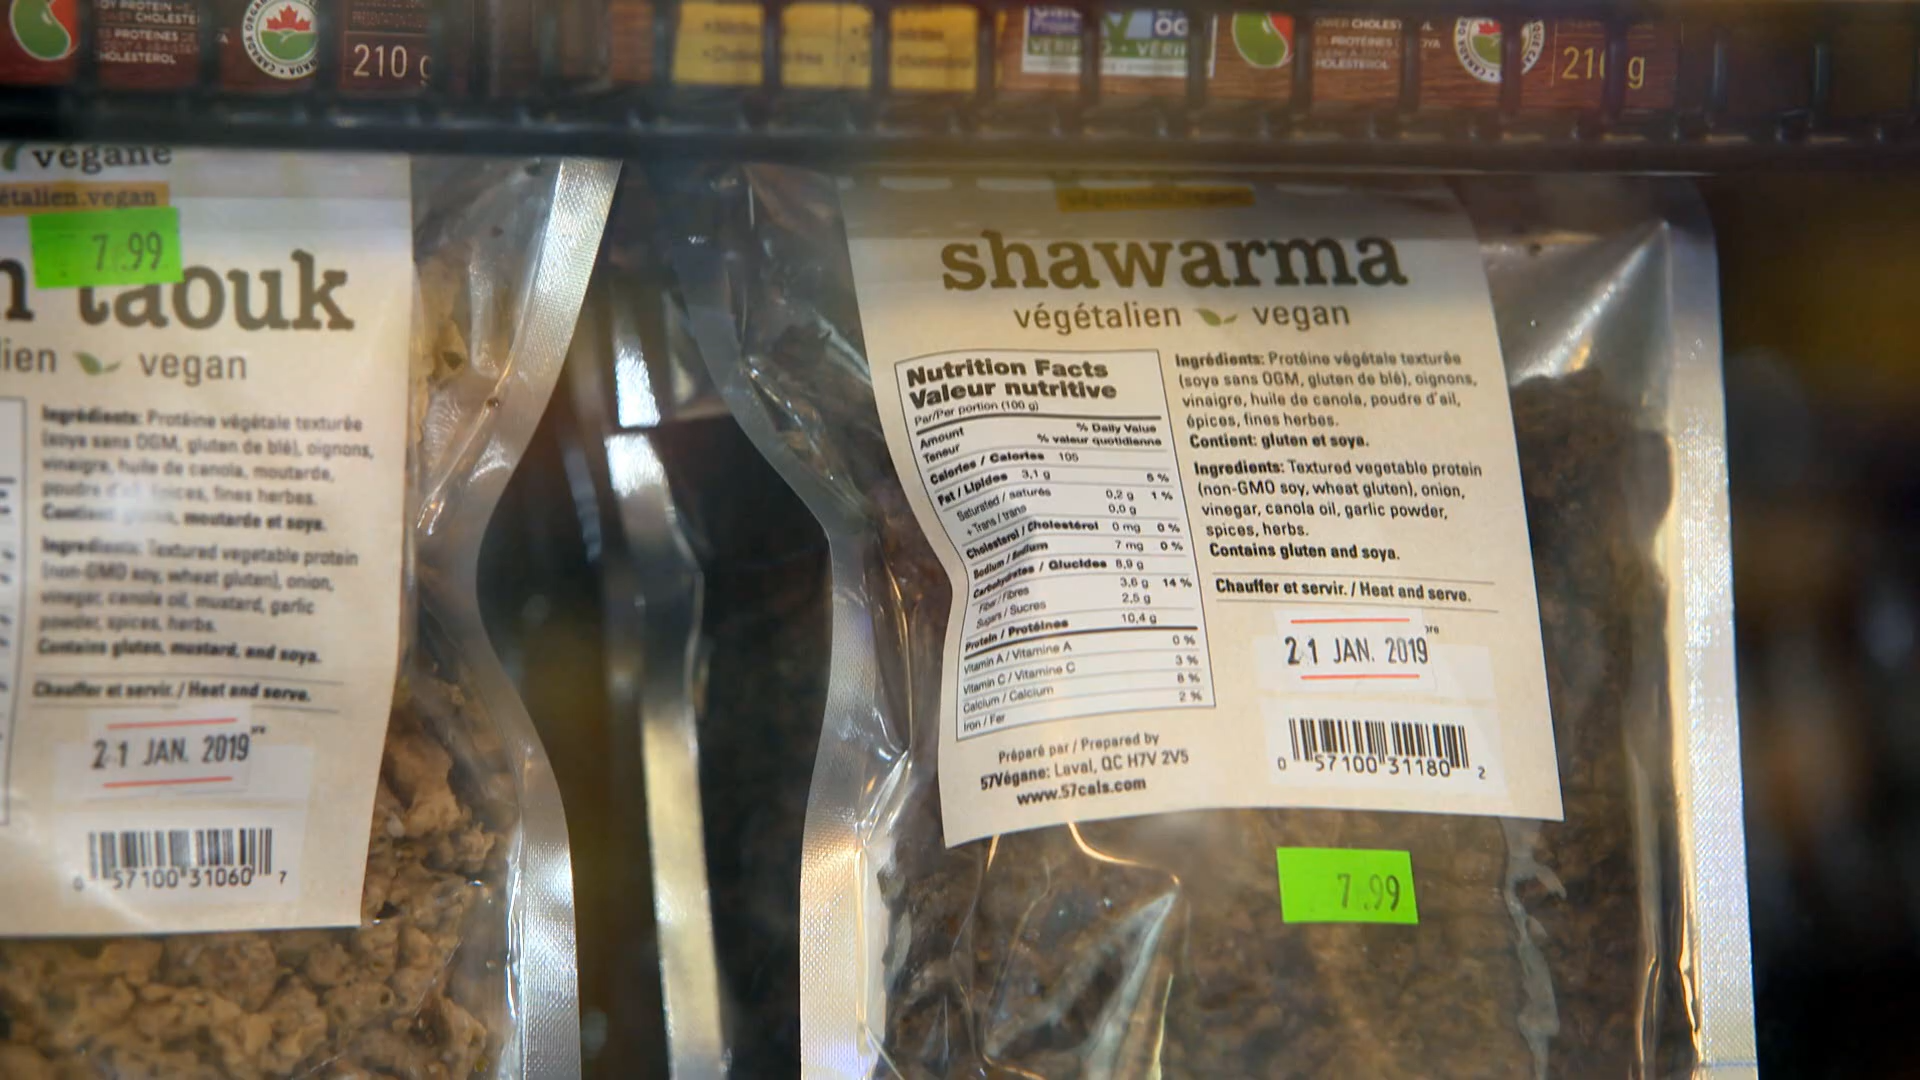 210 g
210 g
végane
étalien.vegan
7.99
taouk
lien vegan
Ingrédients: Protéine végétale texturée
(soya sans OGM, gluten de blé), oignons,
vinaigre, huile de canola, moutarde,
poudre d'ail, épices, fines herbes.
Contient: gluten, moutarde et soya.
Ingredients: Textured vegetable protein
(non-GMO soy, wheat gluten), onion,
vinegar, canola oil, mustard, garlic
powder, spices, herbs.
Contains gluten, mustard, and soya.
Chauffer et servir. / Heat and serve.
21 JAN. 2019
0 57100 31060 7
shawarma
végétalien vegan
Nutrition Facts
Valeur nutritive
Par/Per portion (100 g)
Amount % Daily Value
Teneur % valeur quotidienne
Calories / Calories 105
Fat / Lipides 3,1 g 5 %
Saturated / saturés 0,2 g 1 %
+ Trans / trans 0,0 g
Cholesterol / Cholestérol 0 mg 0 %
Sodium / Sodium 7 mg 0 %
Carbohydrates / Glucides 8,9 g
Fiber / Fibres 3,6 g 14 %
Sugars / Sucres 2,5 g
Protein / Protéines 10,4 g
Vitamin A / Vitamine A 0 %
Vitamin C / Vitamine C 3 %
Calcium / Calcium 8 %
Iron / Fer 2 %
Préparé par / Prepared by
57Végane: Laval, QC H7V 2V5
www.57cals.com
Ingrédients: Protéine végétale texturée
(soya sans OGM, gluten de blé), oignons,
vinaigre, huile de canola, poudre d'ail,
épices, fines herbes.
Contient: gluten et soya.
Ingredients: Textured vegetable protein
(non-GMO soy, wheat gluten), onion,
vinegar, canola oil, garlic powder,
spices, herbs.
Contains gluten and soya.
Chauffer et servir. / Heat and serve.
21 JAN. 2019
0 57100 31180 2
7.99